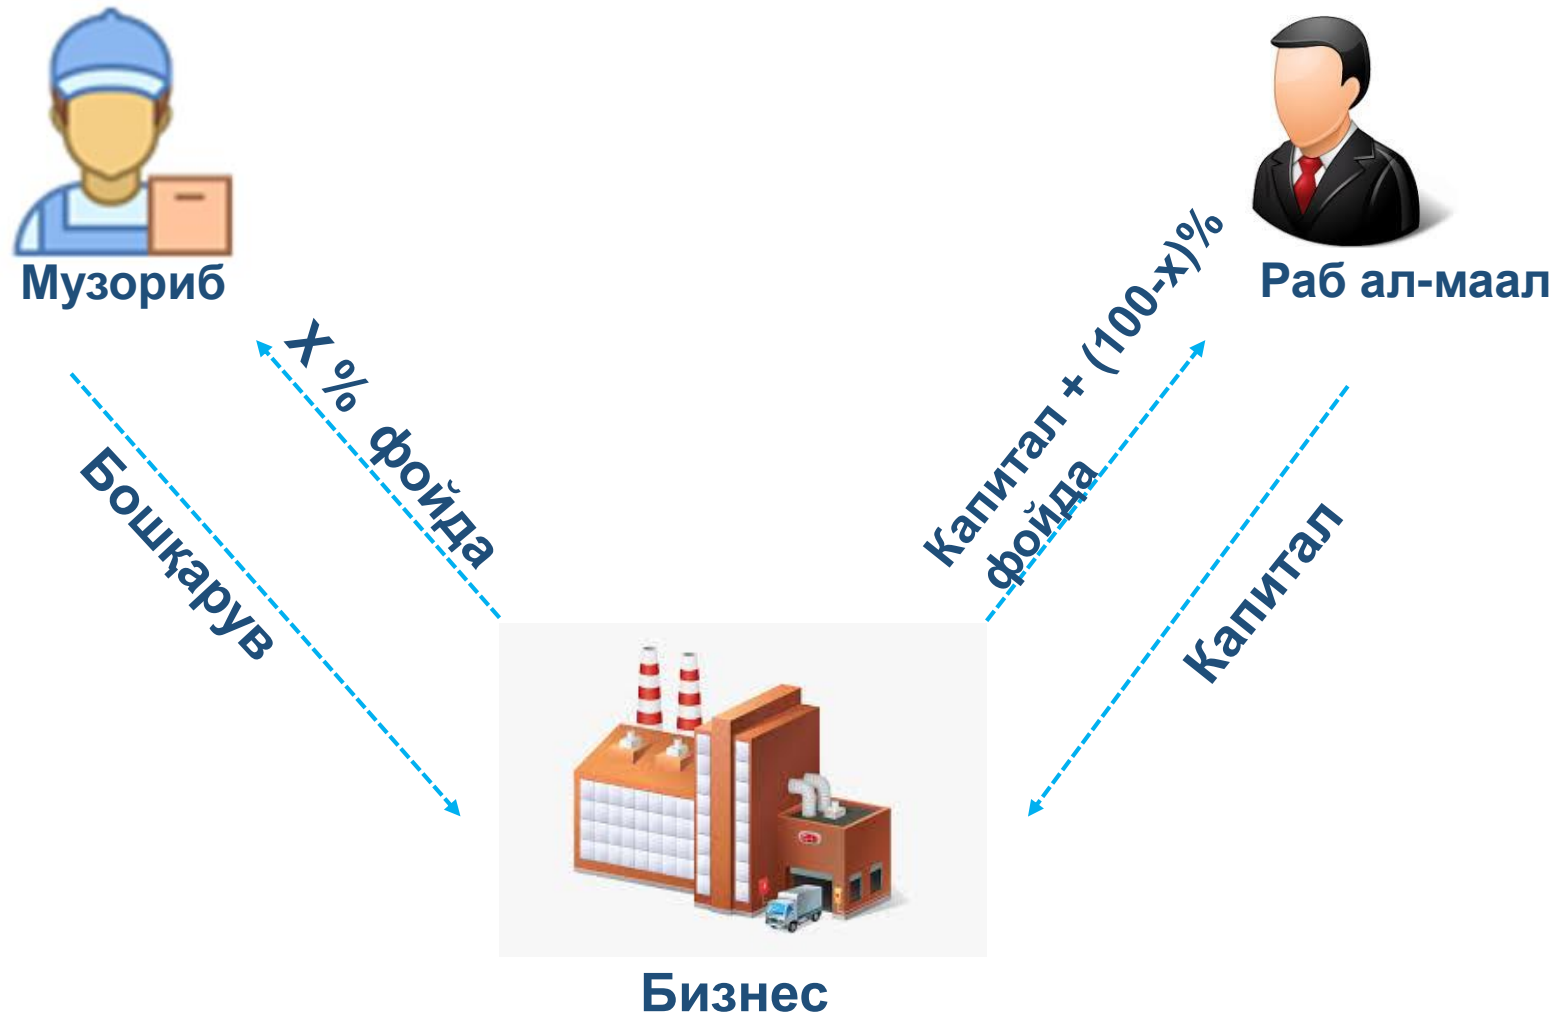 Музориб
Раб ал-маал
X % фойда
Бошқарув
Капитал + (100-x)%
фойда
Капитал
Бизнес